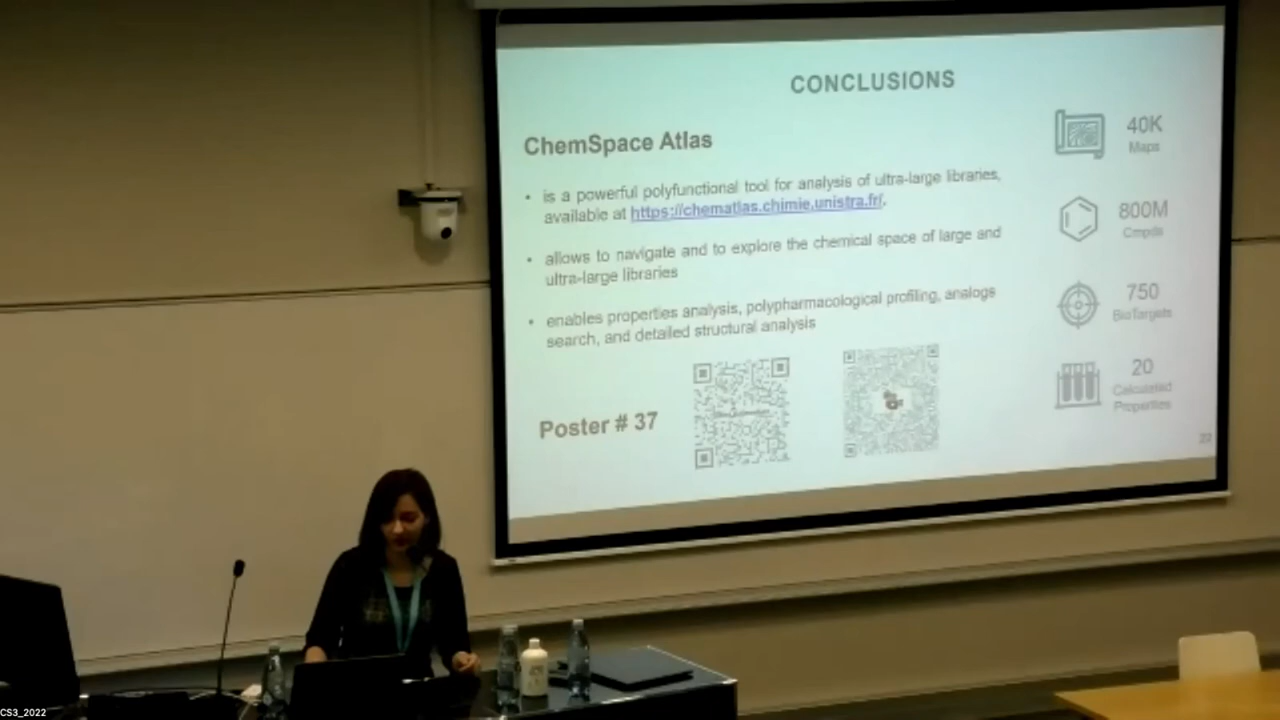 CONCLUSIONS
ChemSpace Atlas
• is a powerful polyfunctional tool for analysis of ultra-large libraries,
available at https://chematlas.chimie.unistra.fr/.
• allows to navigate and to explore the chemical space of large and
ultra-large libraries
• enables properties analysis, polypharmacological profiling, analogs
search, and detailed structural analysis
Poster # 37
40K
Maps
800M
Cmpds
750
BioTargets
20
Calculated
Properties
22
CS3_2022